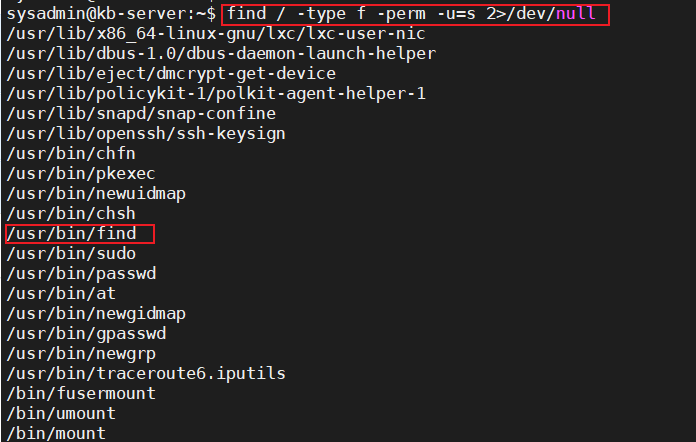 sysadmin@kb-server:~$ find / -type f -perm -u=s 2>/dev/null
/usr/lib/x86_64-linux-gnu/lxc/lxc-user-nic
/usr/lib/dbus-1.0/dbus-daemon-launch-helper
/usr/lib/eject/dmcrypt-get-device
/usr/lib/policykit-1/polkit-agent-helper-1
/usr/lib/snapd/snap-confine
/usr/lib/openssh/ssh-keysign
/usr/bin/chfn
/usr/bin/pkexec
/usr/bin/newuidmap
/usr/bin/chsh
/usr/bin/find
/usr/bin/sudo
/usr/bin/passwd
/usr/bin/at
/usr/bin/newgidmap
/usr/bin/gpasswd
/usr/bin/newgrp
/usr/bin/traceroute6.iputils
/bin/fusermount
/bin/umount
/bin/mount